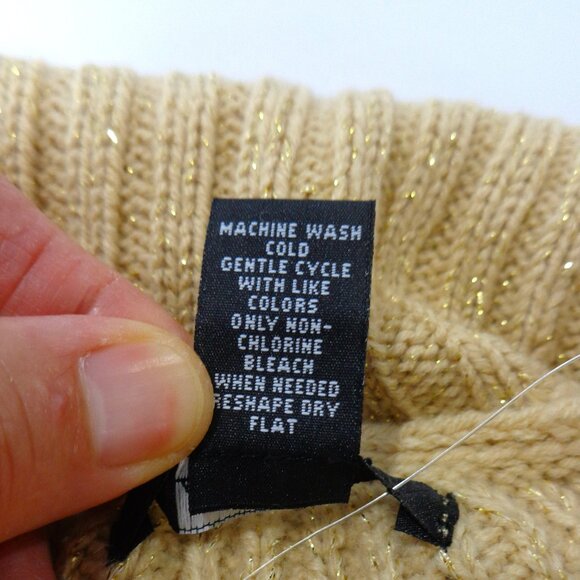 MACHINE WASH
COLD
GENTLE CYCLE
WITH LIKE
COLORS
ONLY NON-
CHLORINE
BLEACH
WHEN NEEDED
RESHAPE DRY
FLAT